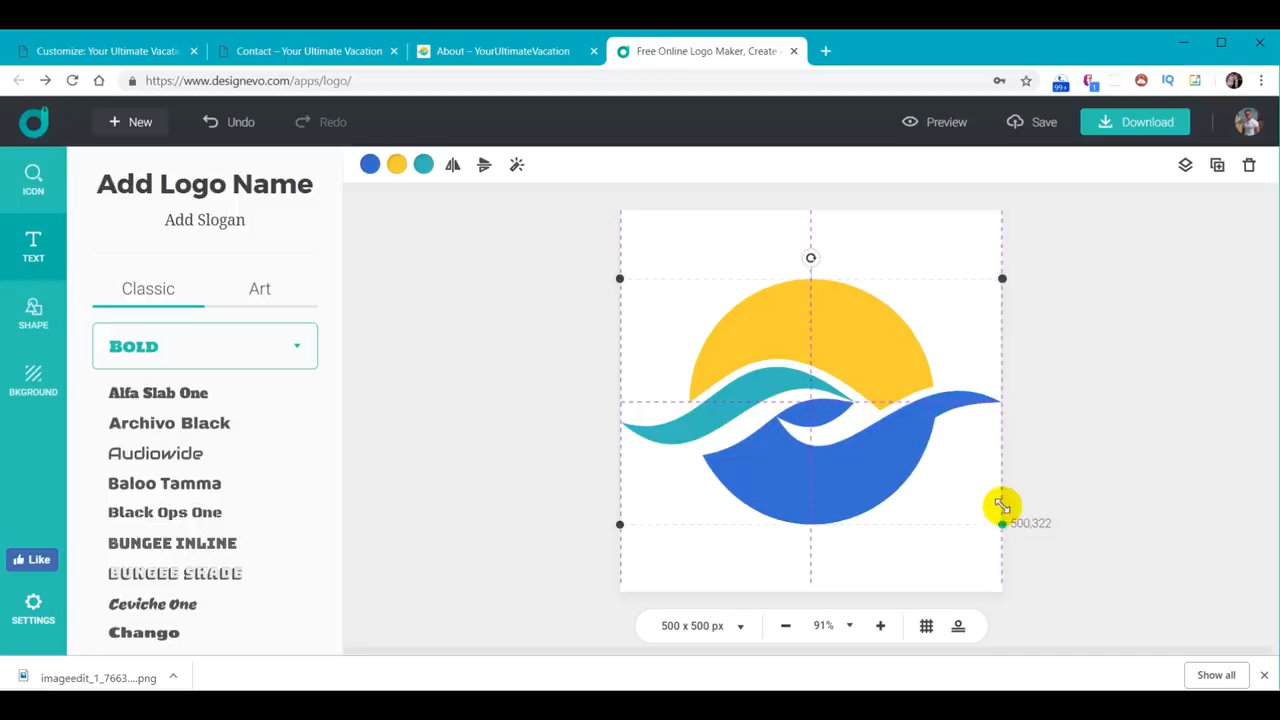 Customize: Your Ultimate Vacati
Contact – Your Ultimate Vacation
About – YourUltimateVacation
Free Online Logo Maker, Create
https://www.designevo.com/apps/logo/
99+
1
IQ
New
Undo
Redo
Preview
Save
Download
ICON
TEXT
SHAPE
BKGROUND
Like
SETTINGS
Add Logo Name
Add Slogan
Classic
Art
BOLD
Alfa Slab One
Archivo Black
Audiowide
Baloo Tamma
Black Ops One
BUNGEE INLINE
BUNGEE SHADE
Ceviche One
Chango
500,322
500 x 500 px
91%
imageedit_1_7663....png
Show all